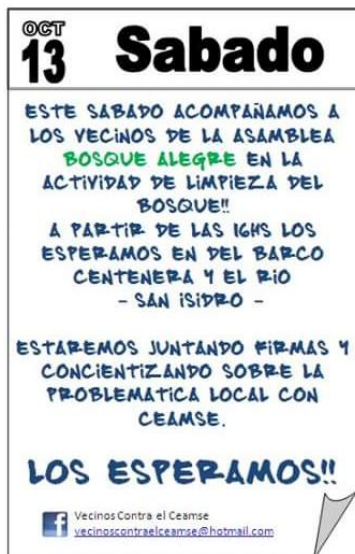 OCT
13 Sabado
ESTE SABADO ACOMPAÑAMOS A
LOS VECINOS DE LA ASAMBLEA
BOSQUE ALEGRE EN LA
ACTIVIDAD DE LIMPIEZA DEL
BOSQUE!!
A PARTIR DE LAS 16HS LOS
ESPERAMOS EN DEL BARCO
CENTENERA Y EL RIO
- SAN ISIDRO -
ESTAREMOS JUNTANDO FIRMAS Y
CONCIENTIZANDO SOBRE LA
PROBLEMATICA LOCAL CON
CEAMSE.
LOS ESPERAMOS!!
f Vecinos Contra el Ceamse
vecinoscontraelceamse@hotmail.com